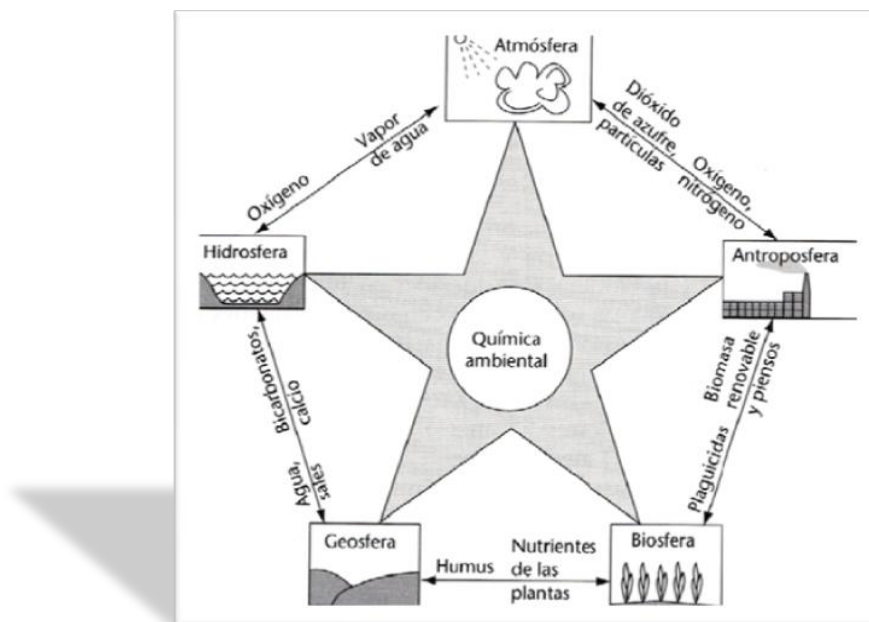 Atmósfera
Vapor
de agua
Oxígeno
Dióxido
de azufre,
partículas
Oxígeno,
nitrógeno
Hidrosfera
Antroposfera
Química
ambiental
Bicarbonatos,
calcio
Agua,
sales
Biomasa
renovable
y piensos
Plaguicidas
Geosfera
Humus
Nutrientes
de las
plantas
Biosfera